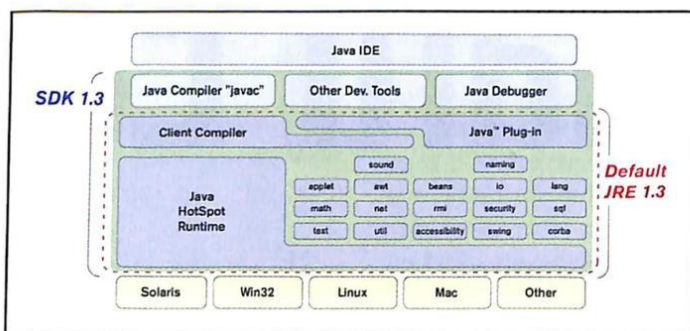 Java IDE
SDK 1.3
Java Compiler "javac"
Other Dev. Tools
Java Debugger
Client Compiler
Java™ Plug-in
sound
naming
applet
awt
beans
io
lang
math
net
rmi
security
sql
text
util
accessibility
swing
corba
Java
HotSpot
Runtime
Default
JRE 1.3
Solaris
Win32
Linux
Mac
Other